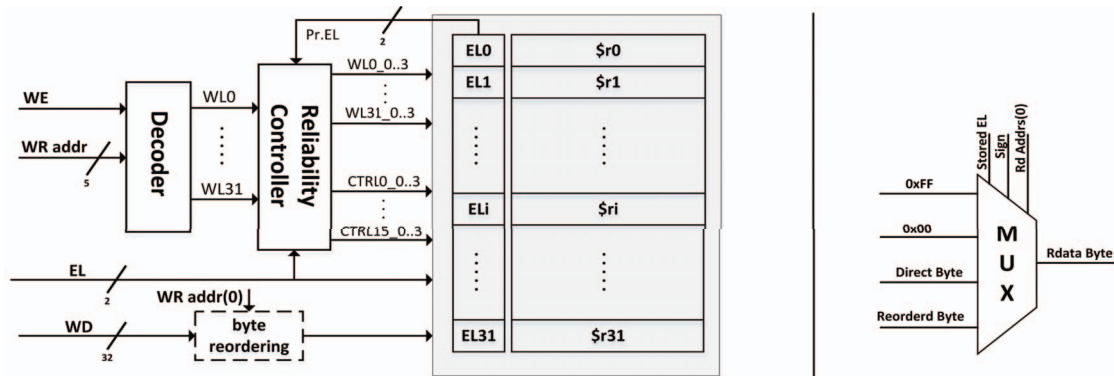 Pr.EL
2
WE
WR addr
5
Decoder
WL0
WL31
Reliability
Controller
WL0_0..3
WL31_0..3
CTRL0_0..3
CTRL15_0..3
EL
2
WR addr(0)
WD
32
byte
reordering
EL0 $r0
EL1 $r1
ELi $ri
EL31 $r31
Stored EL
Sign
Rd Addrs(0)
0xFF
0x00
Direct Byte
Reorderd Byte
MUX
Rdata Byte